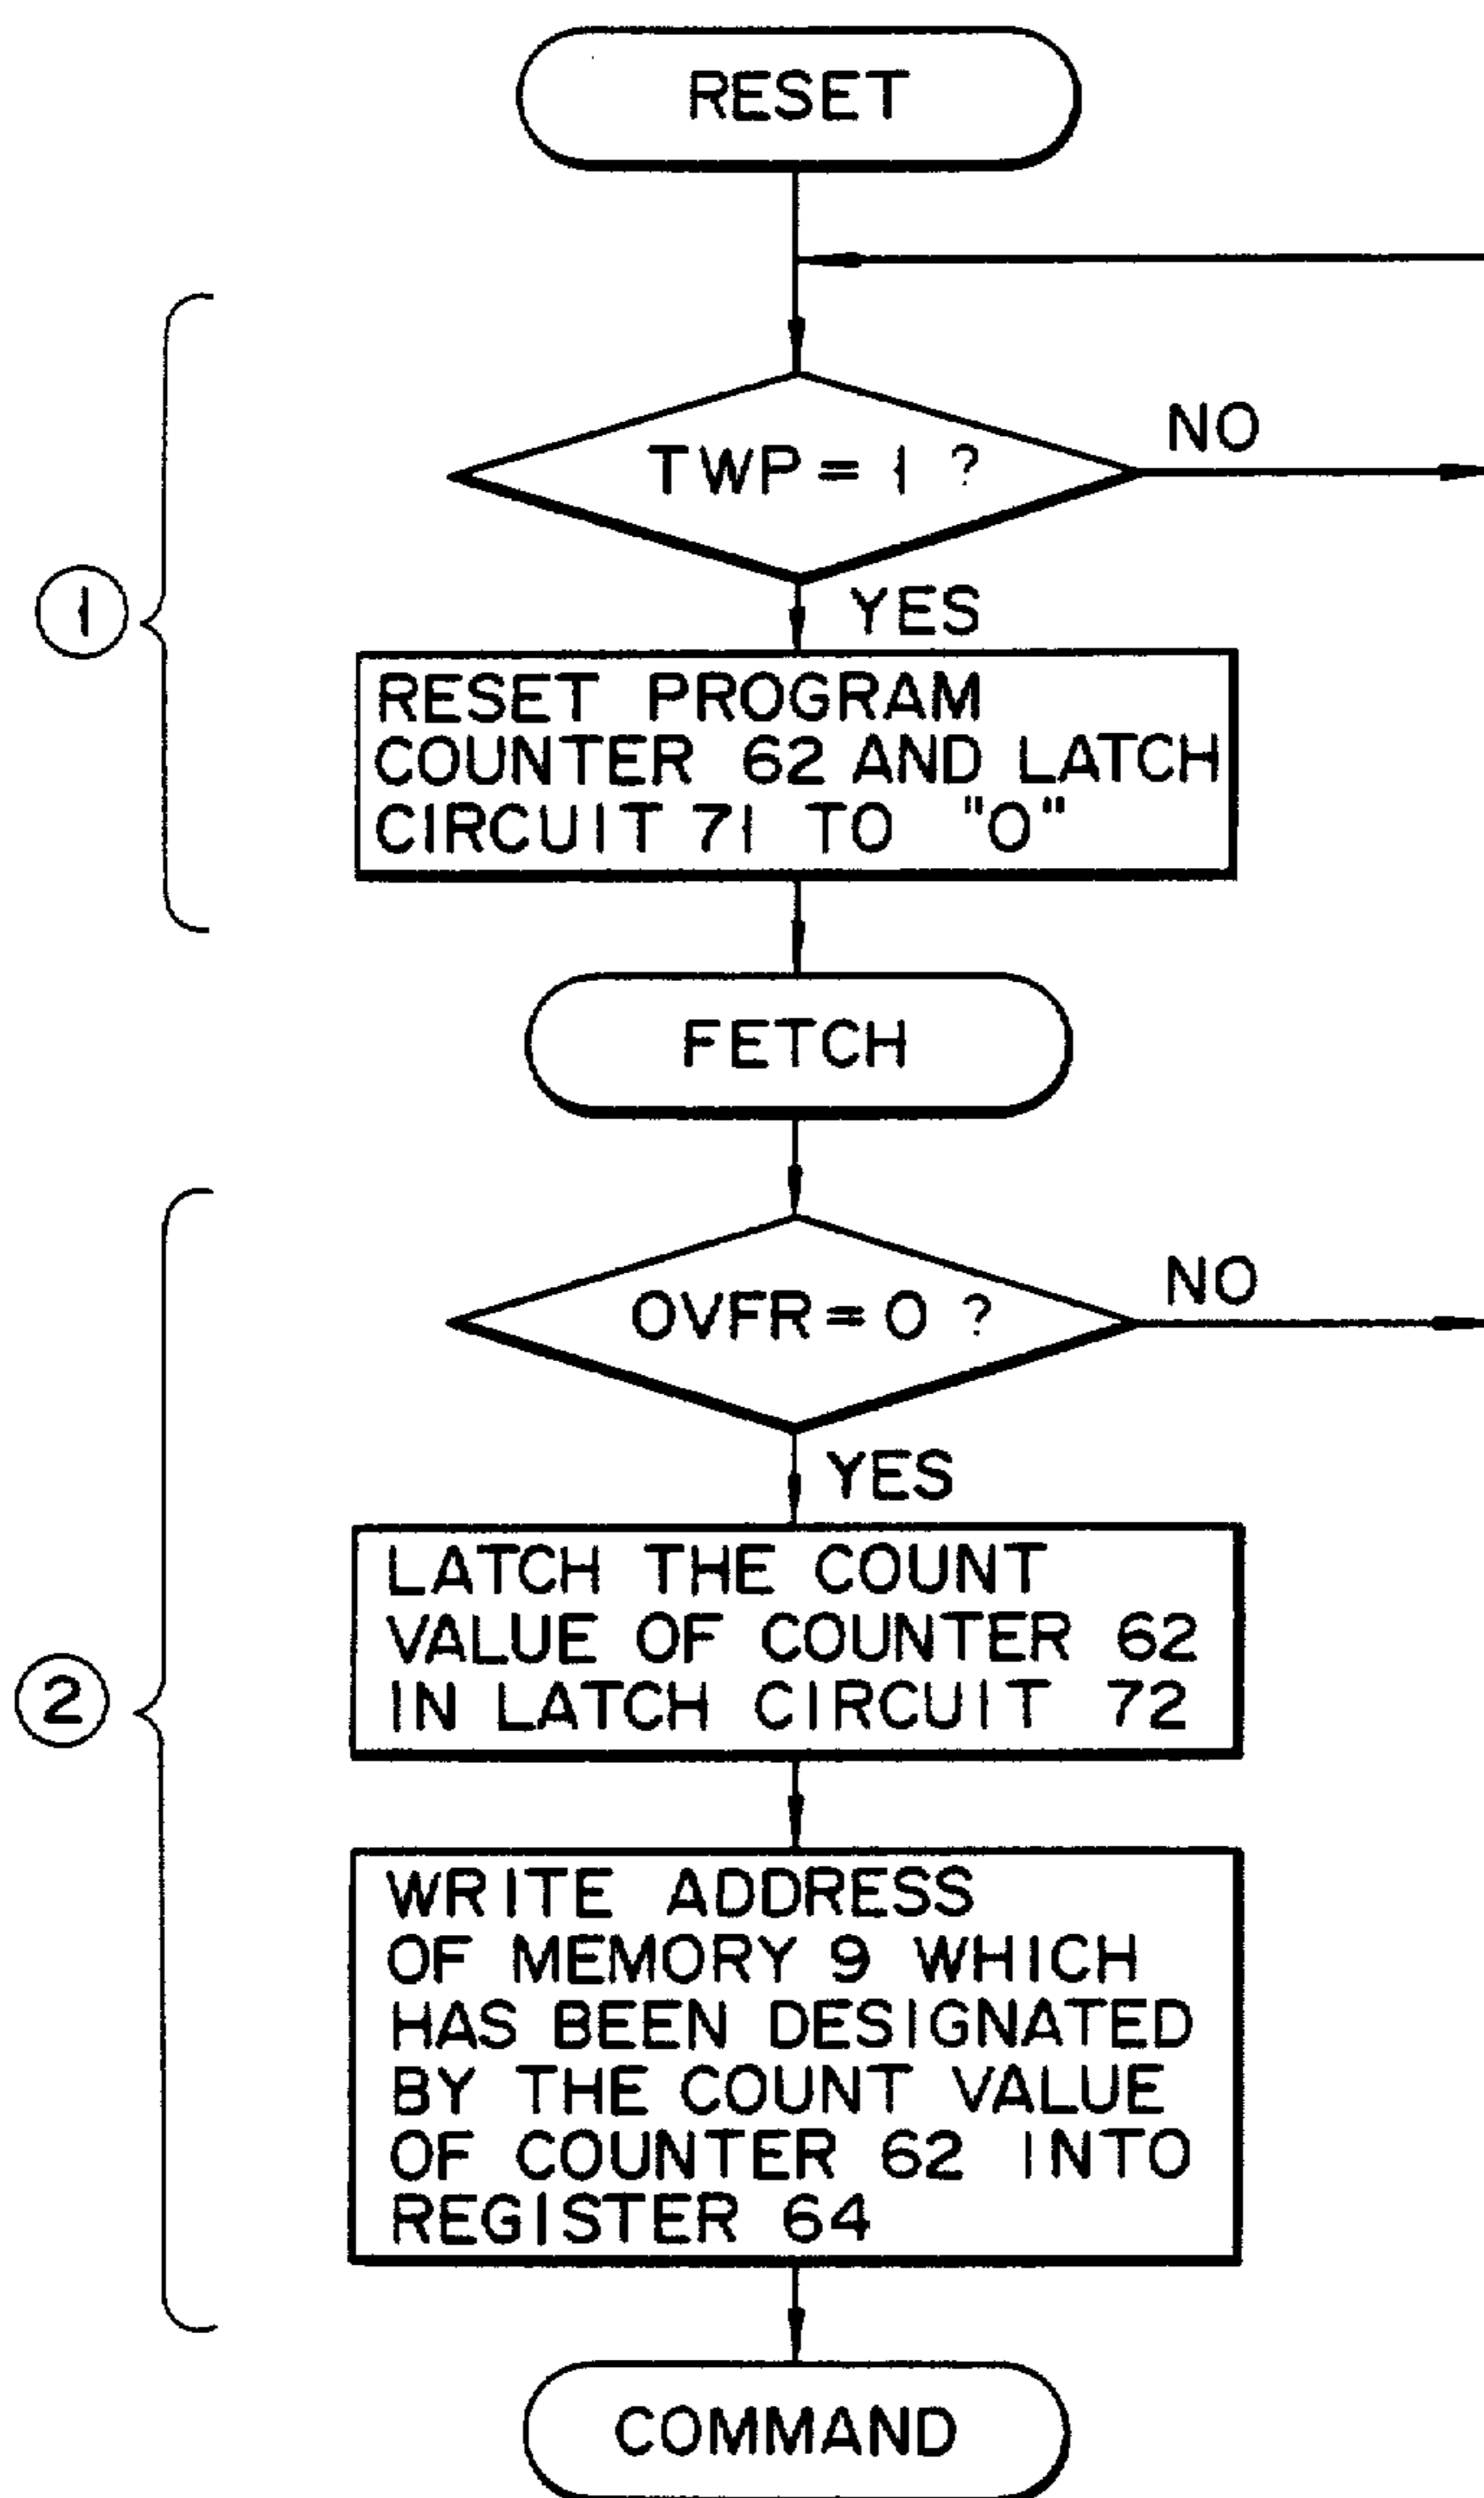 RESET
TWP = 1 ?
NO
1
YES
RESET PROGRAM
COUNTER 62 AND LATCH
CIRCUIT 71 TO "0"
FETCH
OVFR = 0 ?
NO
YES
LATCH THE COUNT
VALUE OF COUNTER 62
IN LATCH CIRCUIT 72
2
WRITE ADDRESS
OF MEMORY 9 WHICH
HAS BEEN DESIGNATED
BY THE COUNT VALUE
OF COUNTER 62 INTO
REGISTER 64
COMMAND